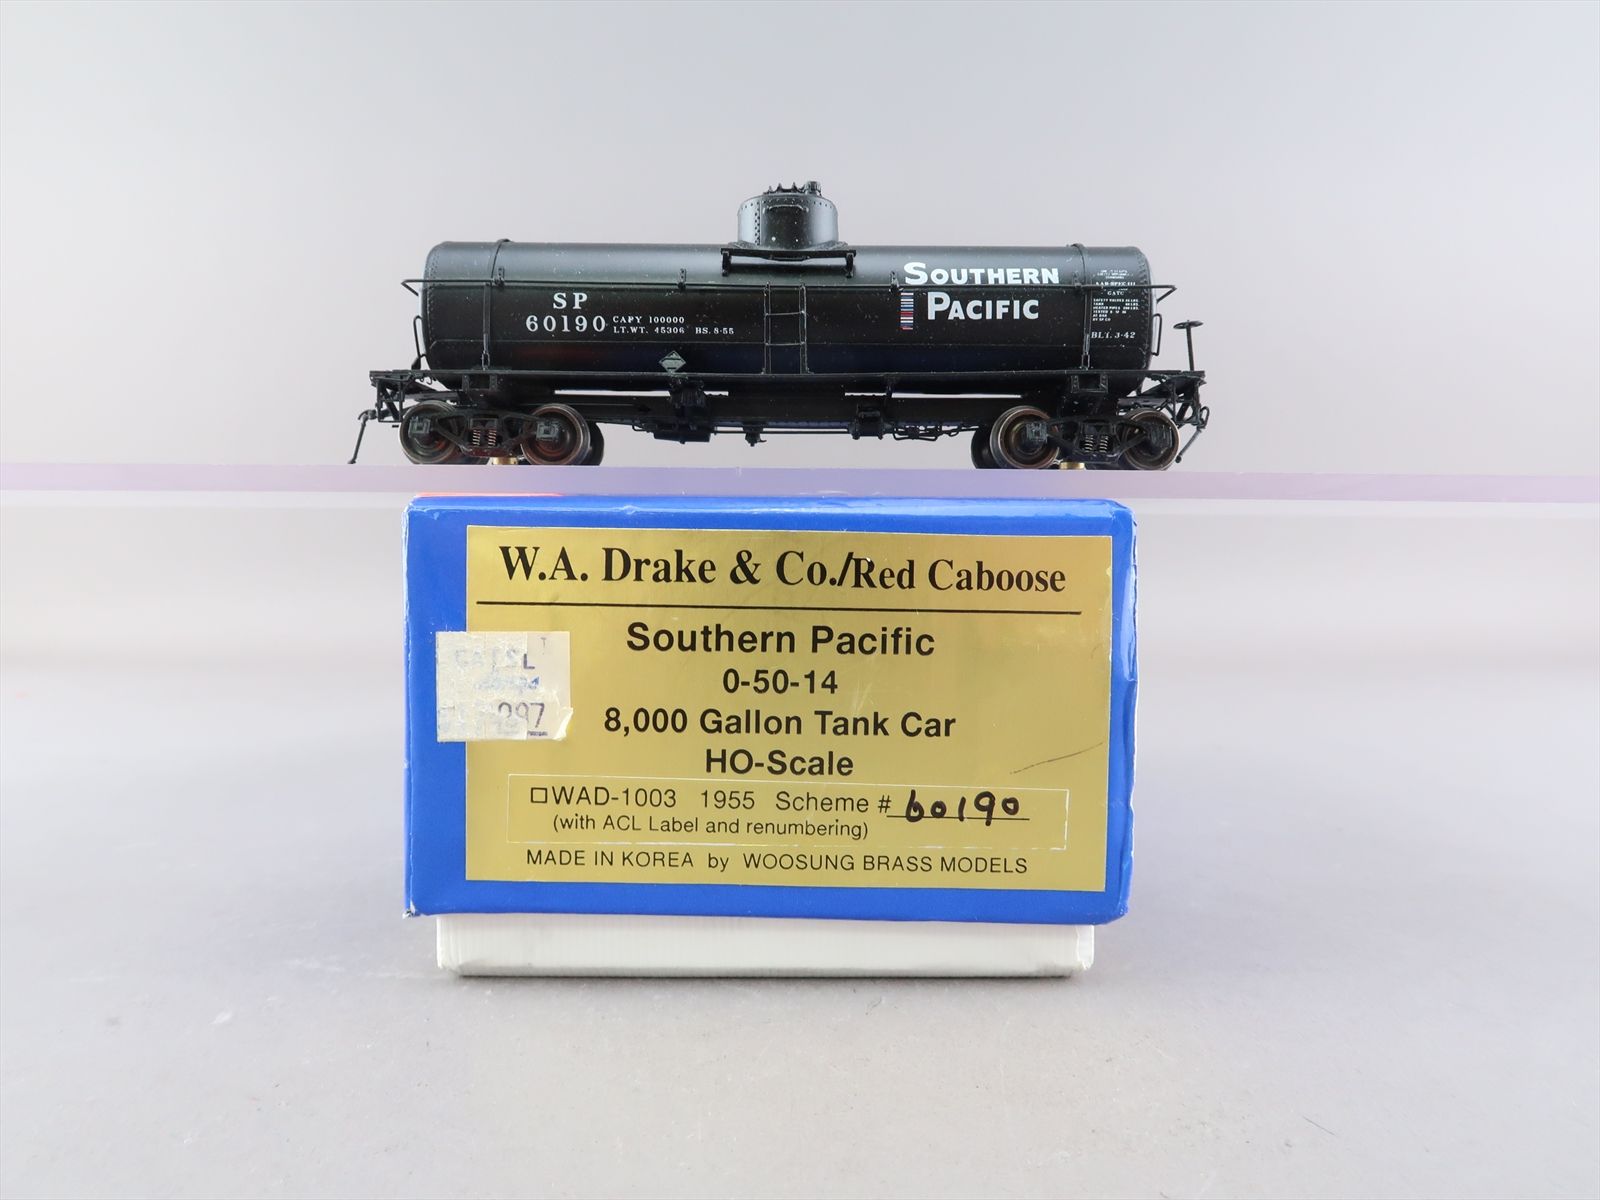 SP
60190
CAPY 100000
LT. WT. 45306 BS. 8-55
SOUTHERN
PACIFIC
GATC
BLT. 3-42
W.A. Drake & Co./Red Caboose
Southern Pacific
0-50-14
8,000 Gallon Tank Car
HO-Scale
WAD-1003 1955 Scheme # 60190
(with ACL Label and renumbering)
MADE IN KOREA by WOOSUNG BRASS MODELS